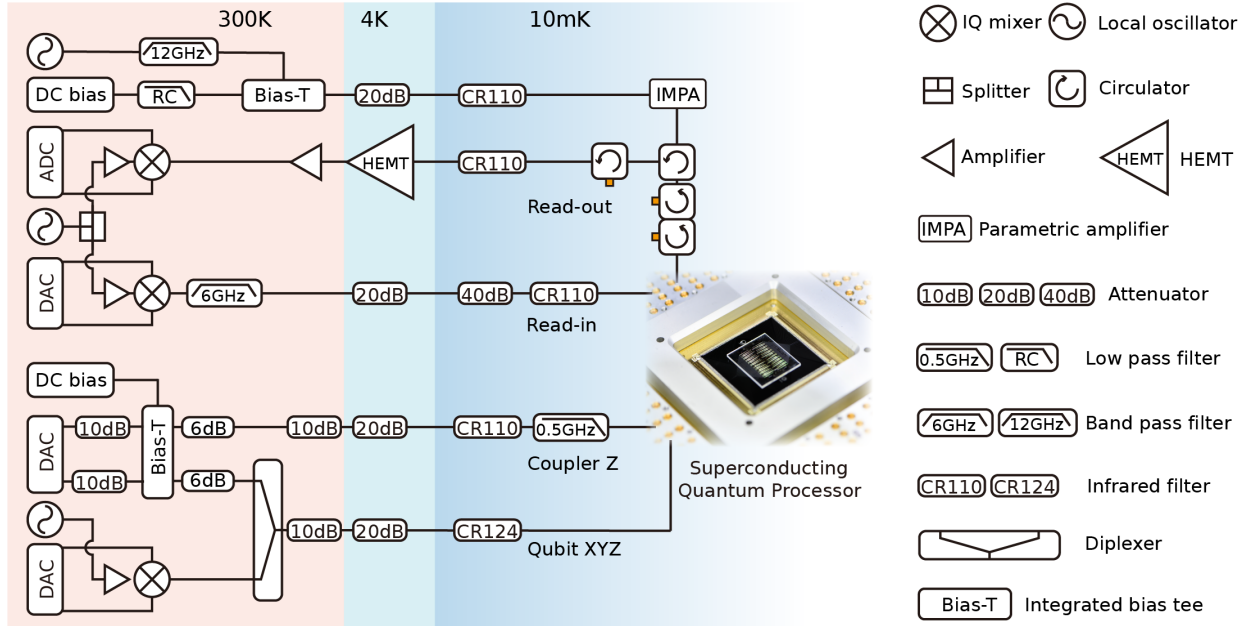 300K 4K 10mK
12GHz
DC bias RC Bias-T 20dB CR110 IMPA
ADC HEMT CR110
Read-out
DAC 6GHz 20dB 40dB CR110
Read-in
DC bias
DAC 10dB Bias-T 6dB 10dB 20dB CR110 0.5GHz
Coupler Z
10dB 6dB
Superconducting
Quantum Processor
10dB 20dB CR124
Qubit XYZ
DAC
IQ mixer Local oscillator
Splitter Circulator
Amplifier HEMT HEMT
IMPA Parametric amplifier
10dB 20dB 40dB Attenuator
0.5GHz RC Low pass filter
6GHz 12GHz Band pass filter
CR110 CR124 Infrared filter
Diplexer
Bias-T Integrated bias tee